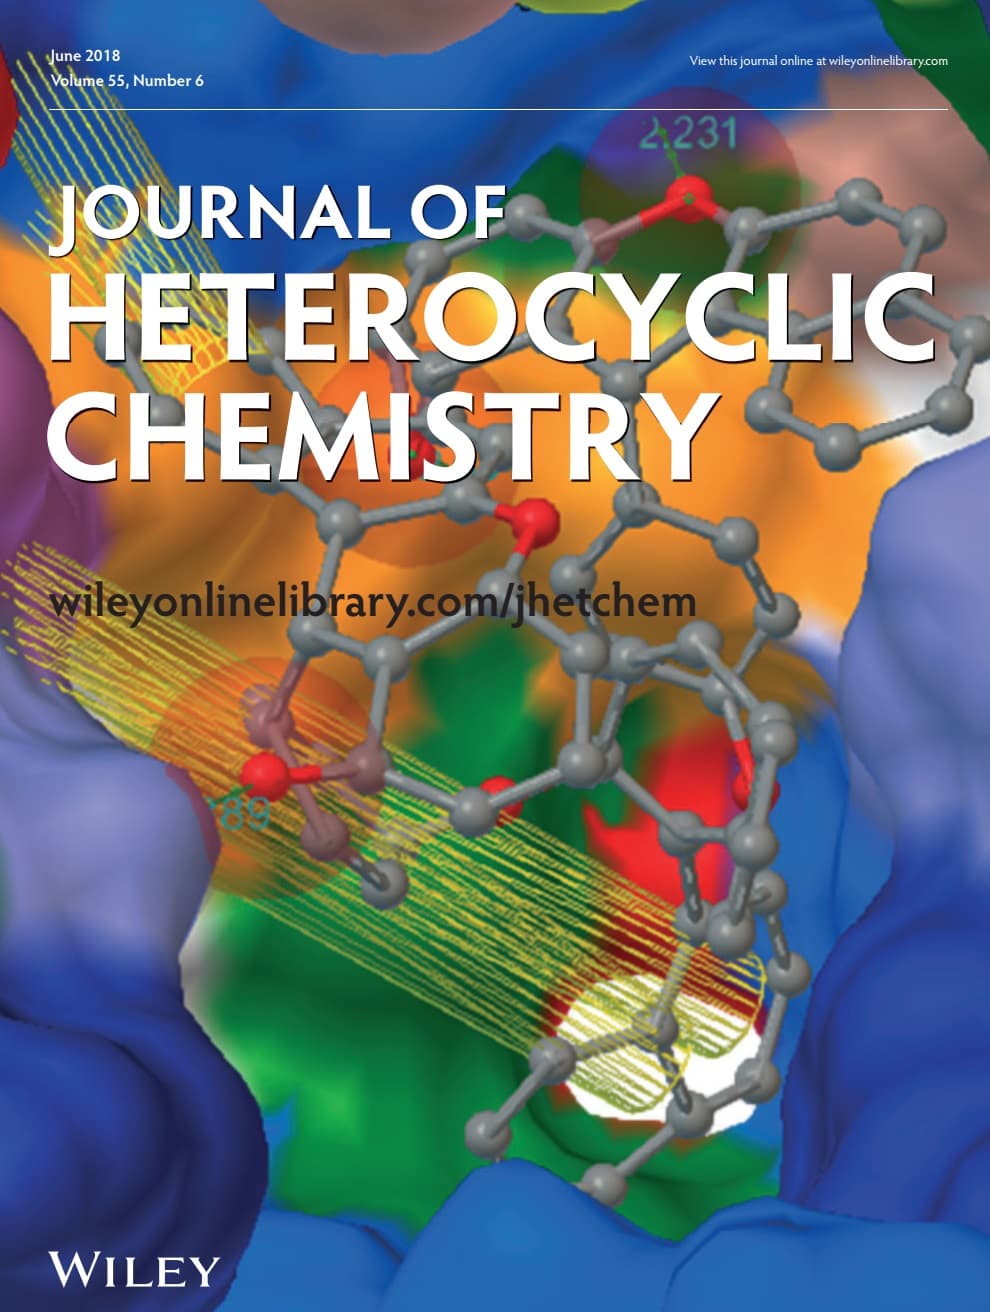 June 2018
Volume 55, Number 6
View this journal online at wileyonlinelibrary.com
2.231
JOURNAL OF
HETEROCYCLIC
CHEMISTRY
wileyonlinelibrary.com/jhetchem
89
WILEY